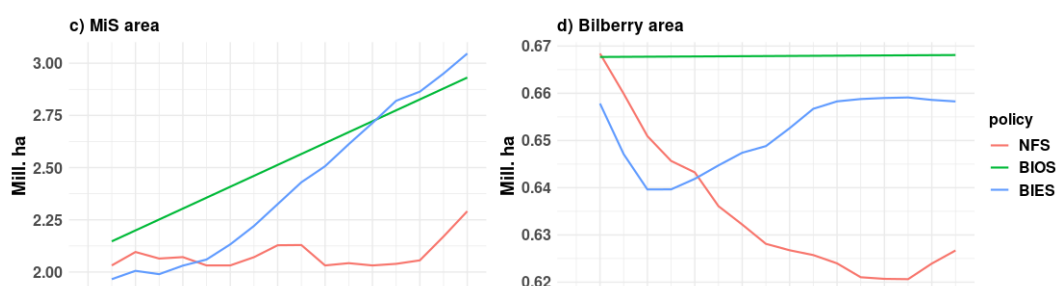 c) MiS area
Mill. ha
3.00
2.75
2.50
2.25
2.00
d) Bilberry area
Mill. ha
0.67
0.66
0.65
0.64
0.63
0.62
policy
NFS
BIOS
BIES